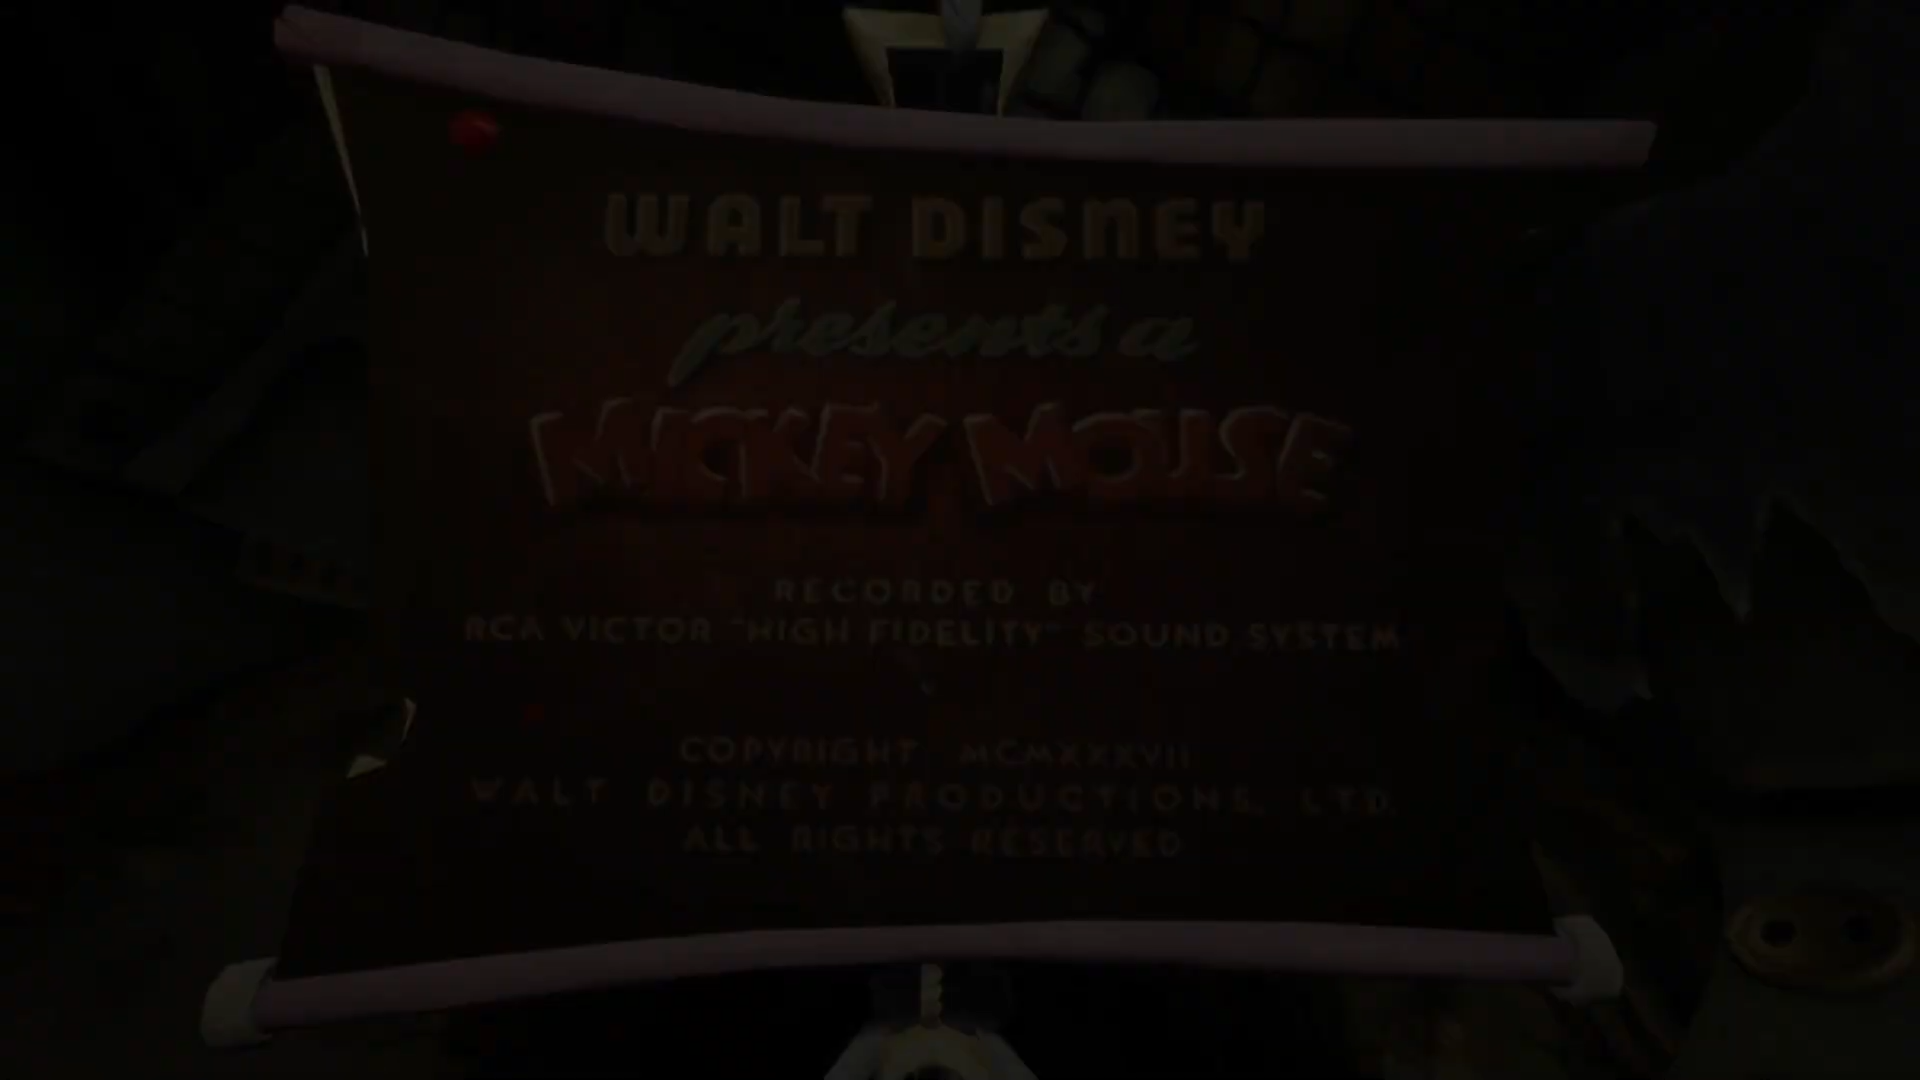 WALT DISNEY
presents a
MICKEY MOUSE
RECORDED BY
RCA VICTOR "HIGH FIDELITY" SOUND SYSTEM
COPYRIGHT MCMXXXVII
WALT DISNEY PRODUCTIONS, LTD.
ALL RIGHTS RESERVED